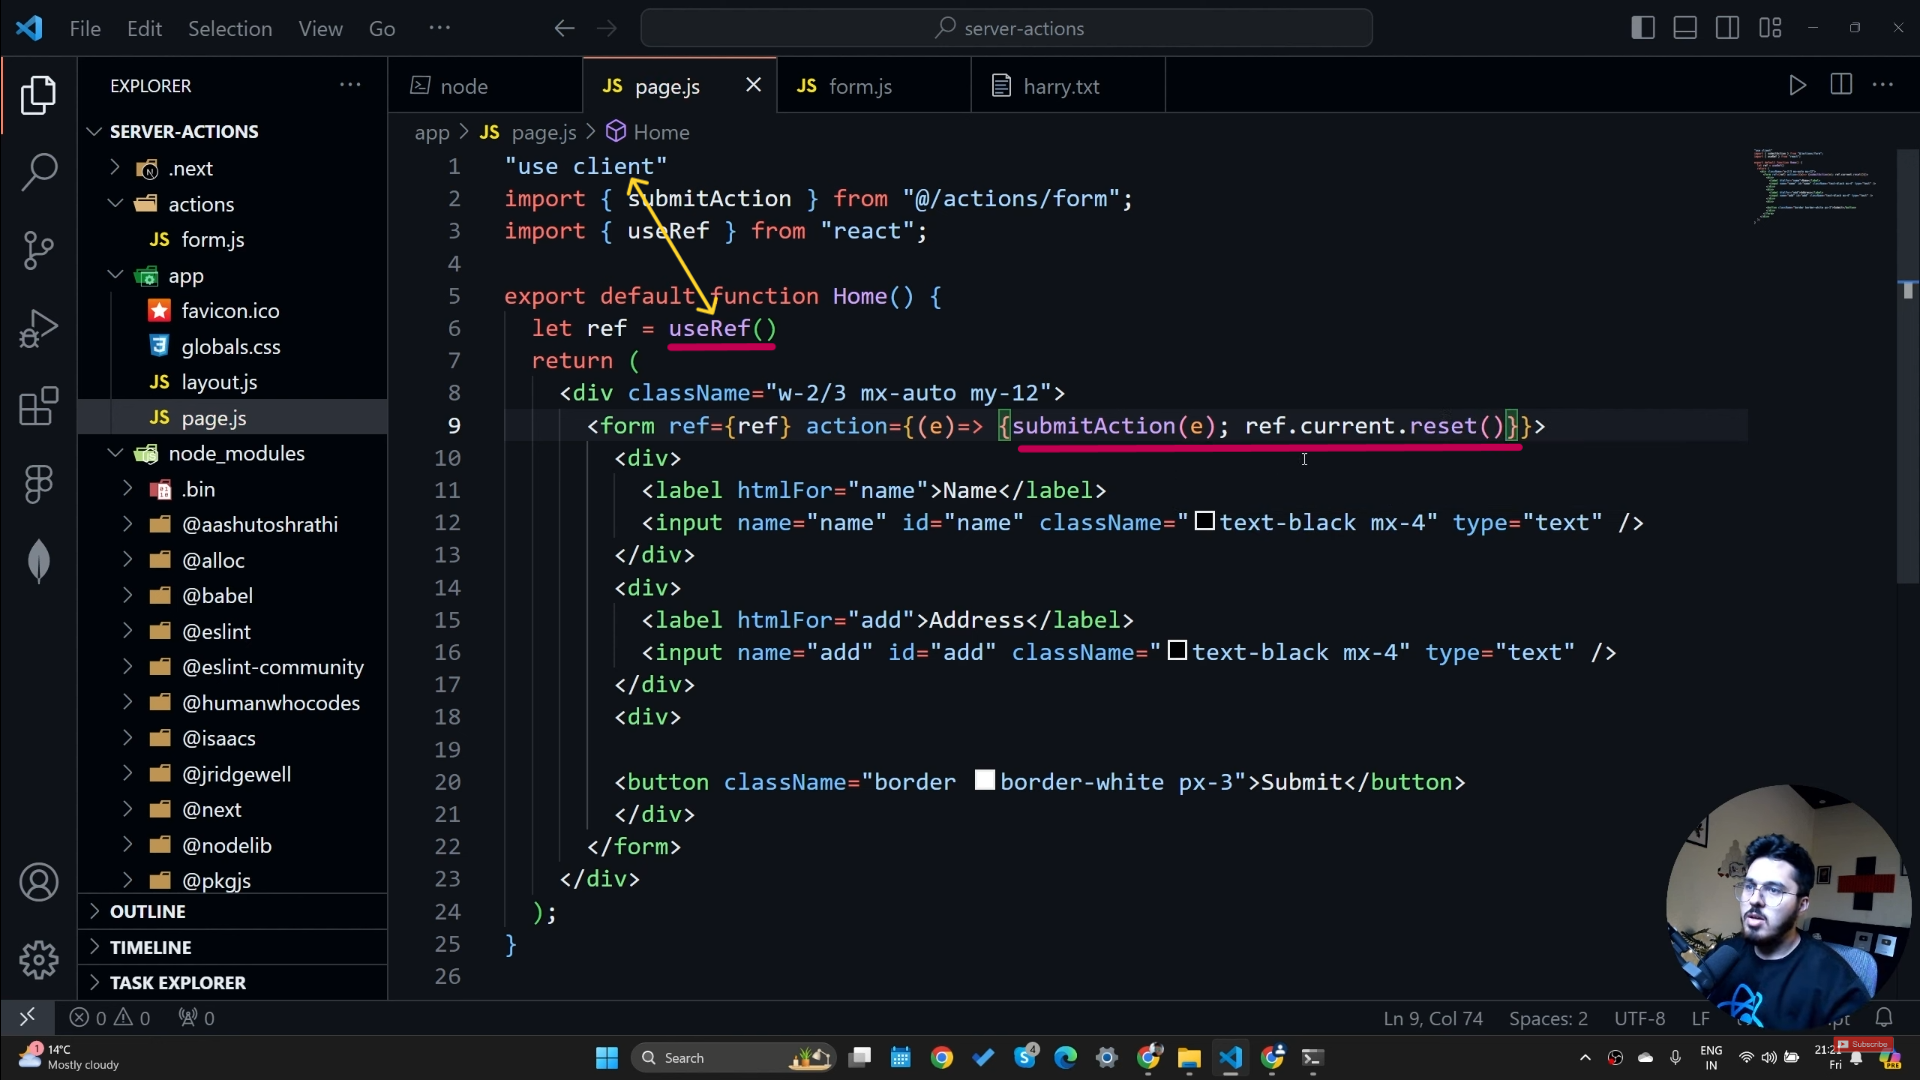 File Edit Selection View Go ···
server-actions
EXPLORER ···
node
JS page.js
JS form.js
harry.txt
SERVER-ACTIONS
.next
actions
JS form.js
app
favicon.ico
globals.css
JS layout.js
JS page.js
node_modules
.bin
@aashutoshrathi
@alloc
@babel
@eslint
@eslint-community
@humanwhocodes
@isaacs
@jridgewell
@next
@nodelib
@pkgjs
OUTLINE
TIMELINE
TASK EXPLORER
app > JS page.js > Home
1 "use client"
2 import { submitAction } from "@/actions/form";
3 import { useRef } from "react";
4
5 export default function Home() {
6 let ref = useRef()
7 return (
8 <div className="w-2/3 mx-auto my-12">
9 <form ref={ref} action={(e)=> {submitAction(e); ref.current.reset()}}>
10 <div>
11 <label htmlFor="name">Name</label>
12 <input name="name" id="name" className="text-black mx-4" type="text" />
13 </div>
14 <div>
15 <label htmlFor="add">Address</label>
16 <input name="add" id="add" className="text-black mx-4" type="text" />
17 </div>
18 <div>
19
20 <button className="border border-white px-3">Submit</button>
21 </div>
22 </form>
23 </div>
24 );
25 }
26
0 0 0
Ln 9, Col 74 Spaces: 2 UTF-8 LF
1
14°C
Mostly cloudy
Search
4
ENG
IN
Fri
Subscribe
PRE